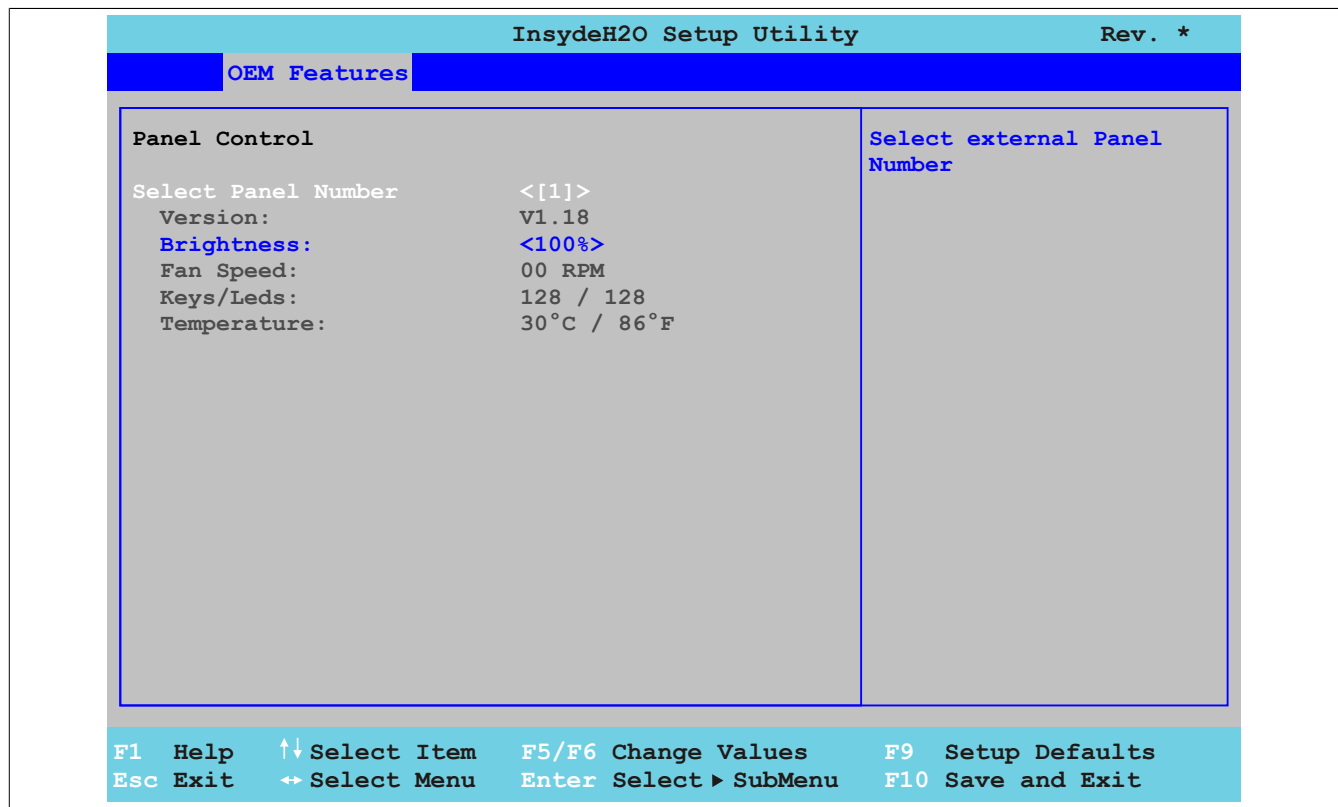 InsydeH2O Setup Utility Rev. *
OEM Features
Panel Control
Select external Panel
Number
Select Panel Number <[1]>
Version: V1.18
Brightness: <100%>
Fan Speed: 00 RPM
Keys/Leds: 128 / 128
Temperature: 30°C / 86°F
F1 Help ↑↓ Select Item F5/F6 Change Values F9 Setup Defaults
Esc Exit ↔ Select Menu Enter Select ▶ SubMenu F10 Save and Exit